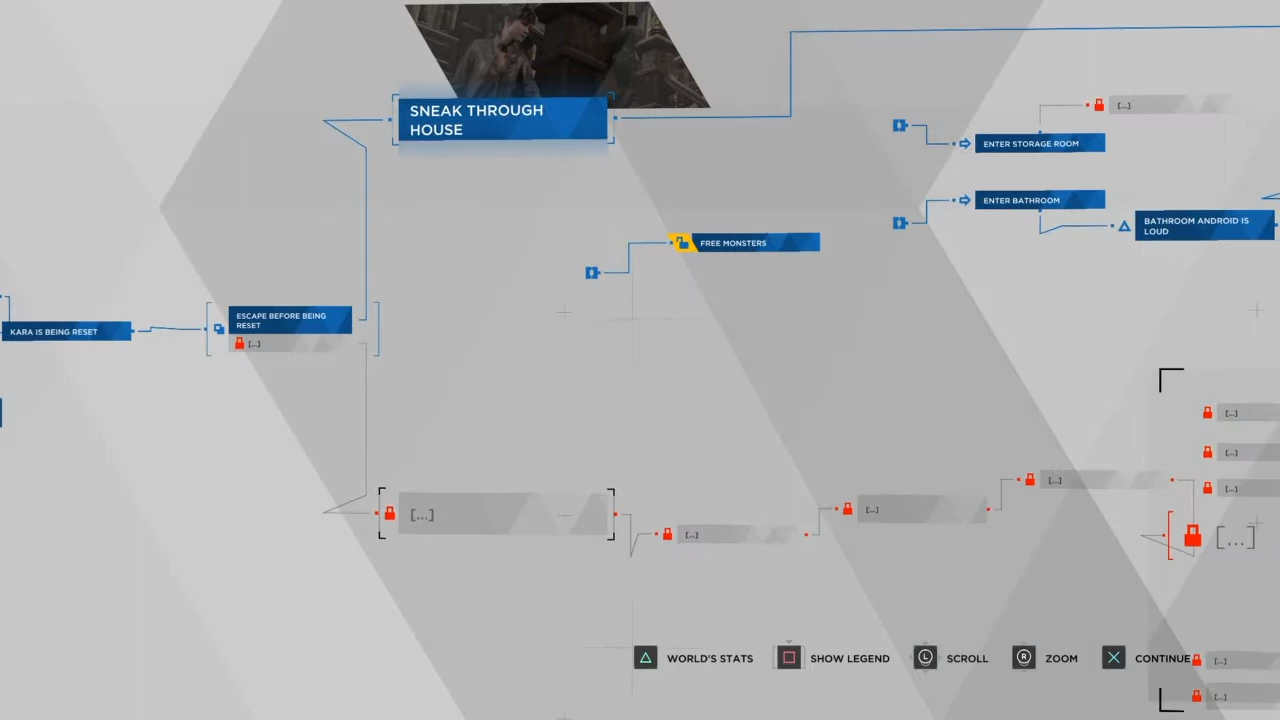 SNEAK THROUGH
HOUSE
[...]
ENTER STORAGE ROOM
ENTER BATHROOM
BATHROOM ANDROID IS
LOUD
FREE MONSTERS
ESCAPE BEFORE BEING
RESET
KARA IS BEING RESET
[...]
[...]
[...]
[...]
[...]
[...]
[...]
[...]
[...]
WORLD'S STATS
SHOW LEGEND
L
SCROLL
R
ZOOM
CONTINUE
[...]
[...]